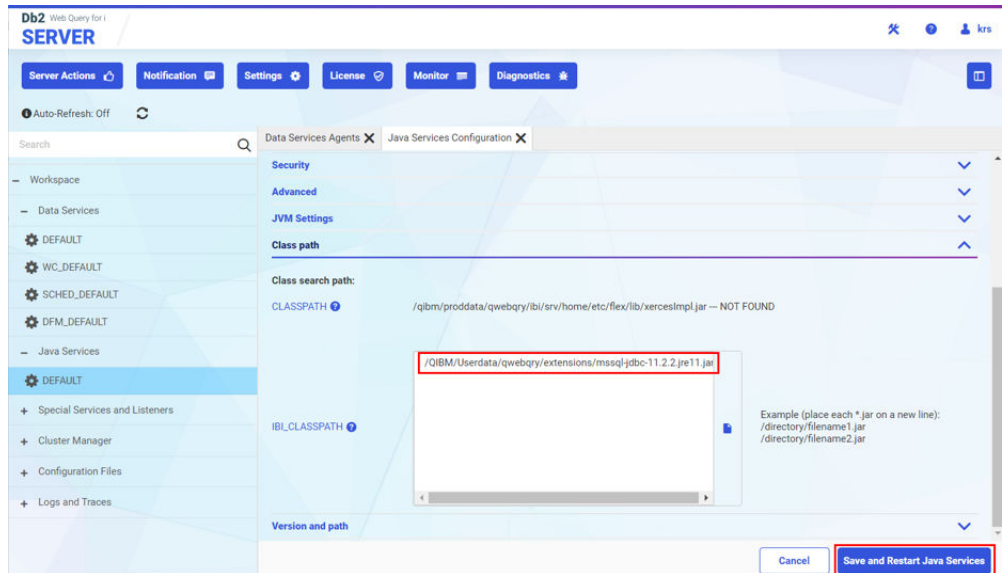 Db2 Web Query for i
SERVER
krs
Server Actions
Notification
Settings
License
Monitor
Diagnostics
Auto-Refresh: Off
Search
Data Services Agents
Java Services Configuration
Workspace
Data Services
DEFAULT
WC_DEFAULT
SCHED_DEFAULT
DFM_DEFAULT
Java Services
DEFAULT
Special Services and Listeners
Cluster Manager
Configuration Files
Logs and Traces
Security
Advanced
JVM Settings
Class path
Class search path:
CLASSPATH /qibm/proddata/qwebqry/ibi/srv/home/etc/flex/lib/xercesImpl.jar --- NOT FOUND
/QIBM/Userdata/qwebqry/extensions/mssql-jdbc-11.2.2.jre11.jar
IBI_CLASSPATH
Example (place each *.jar on a new line):
/directory/filename1.jar
/directory/filename2.jar
Version and path
Cancel
Save and Restart Java Services